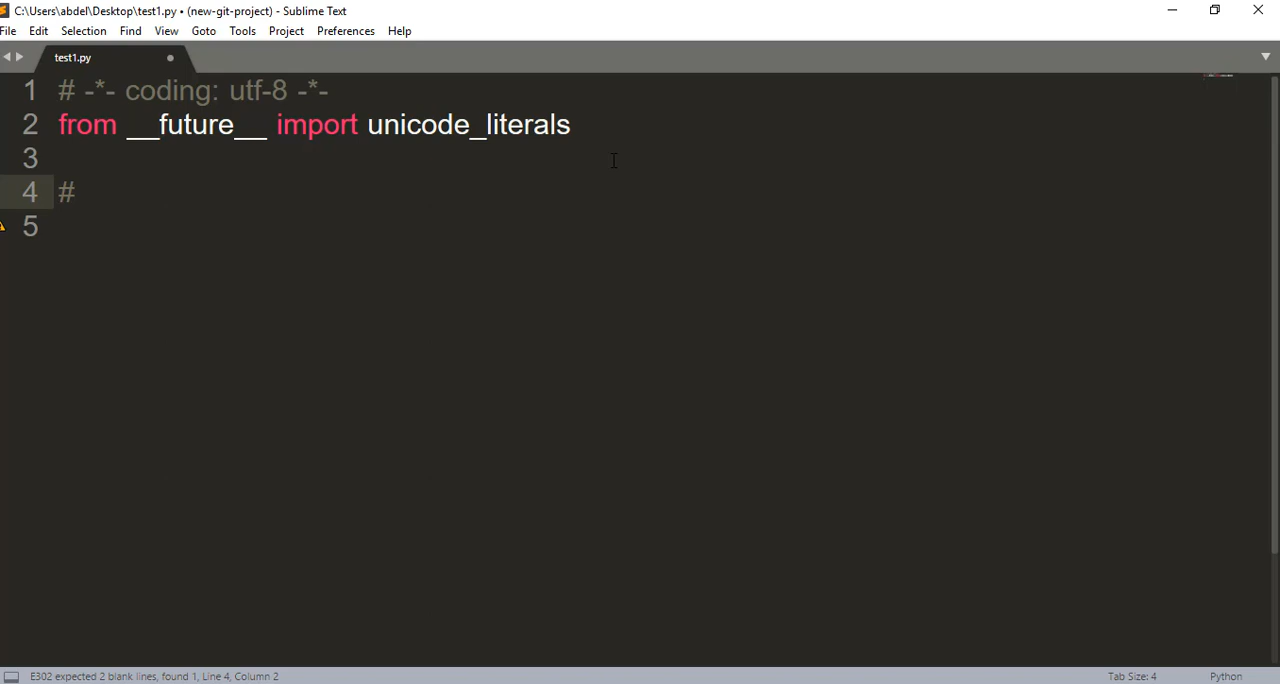 C:\Users\abdel\Desktop\test1.py • (new-git-project) - Sublime Text
File Edit Selection Find View Goto Tools Project Preferences Help
test1.py
1 # -*- coding: utf-8 -*-
2 from __future__ import unicode_literals
3
4 #
5
E302 expected 2 blank lines, found 1, Line 4, Column 2 Tab Size: 4 Python